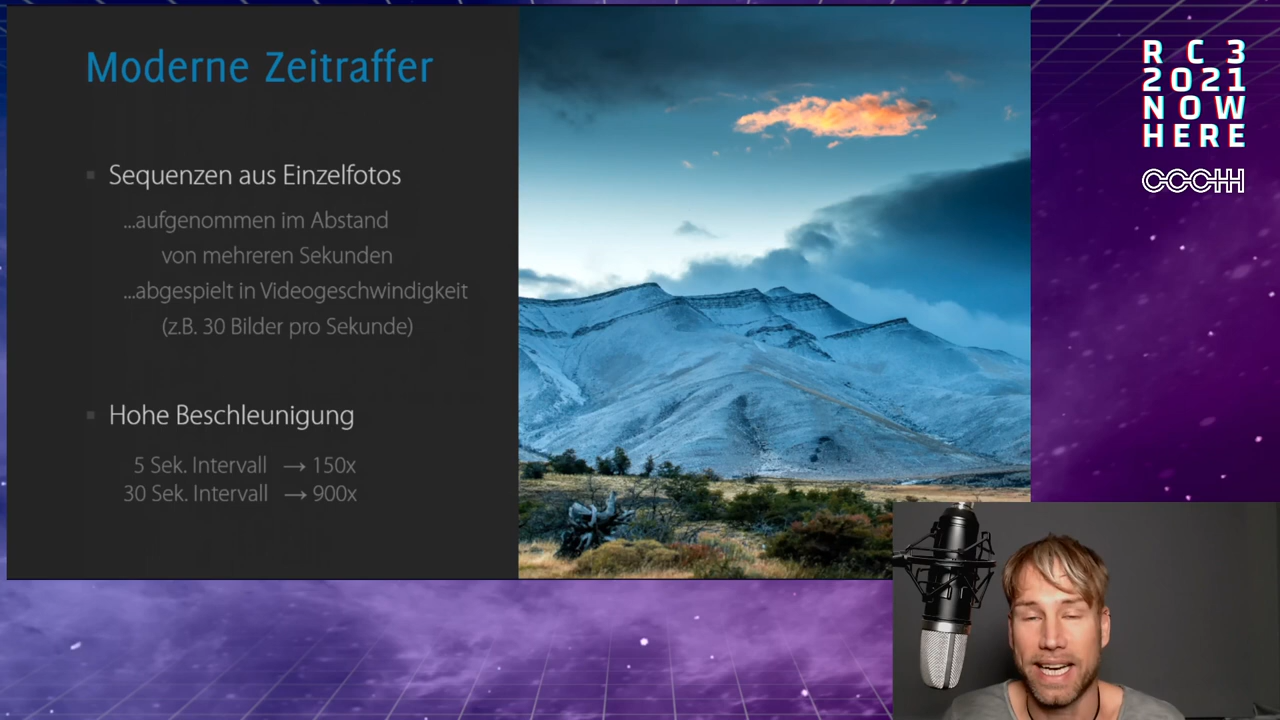 Moderne Zeitraffer
Sequenzen aus Einzelfotos
...aufgenommen im Abstand
von mehreren Sekunden
...abgespielt in Videogeschwindigkeit
(z.B. 30 Bilder pro Sekunde)
Hohe Beschleunigung
5 Sek. Intervall → 150x
30 Sek. Intervall → 900x
R C 3
2021
NOW
HERE
CCCHH